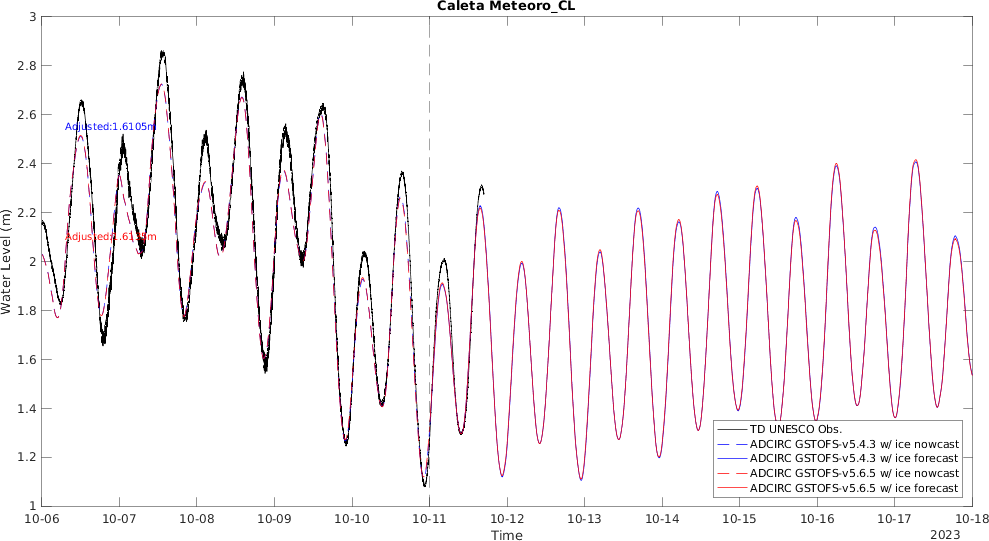 Caleta Meteoro_CL
3
2.8
2.6
2.4
2.2
2
1.8
1.6
1.4
1.2
1
Water Level (m)
Adjusted:1.6105m
TD UNESCO Obs.
ADCIRC GSTOFS-v5.4.3 w/ ice nowcast
ADCIRC GSTOFS-v5.4.3 w/ ice forecast
ADCIRC GSTOFS-v5.6.5 w/ ice nowcast
ADCIRC GSTOFS-v5.6.5 w/ ice forecast
10-06 10-07 10-08 10-09 10-10 10-11 10-12 10-13 10-14 10-15 10-16 10-17 10-18
Time
2023